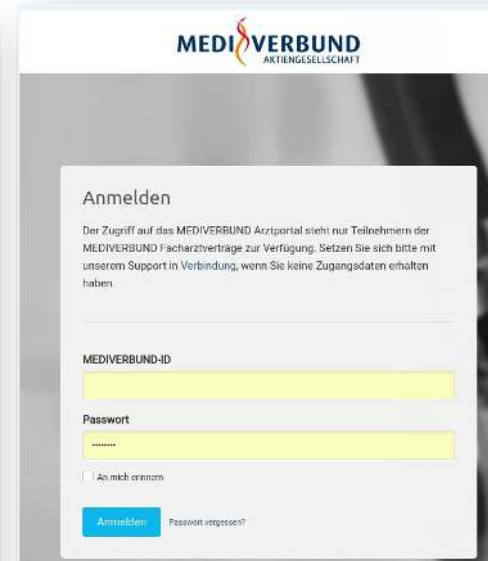 MEDIVERBUND
AKTIENGESELLSCHAFT
Anmelden
Der Zugriff auf das MEDIVERBUND Arztportal steht nur Teilnehmern der
MEDIVERBUND Facharztverträge zur Verfügung. Setzen Sie sich bitte mit
unserem Support in Verbindung, wenn Sie keine Zugangsdaten erhalten
haben.
MEDIVERBUND-ID
Passwort
........
An mich erinnern
Anmelden Passwort vergessen?